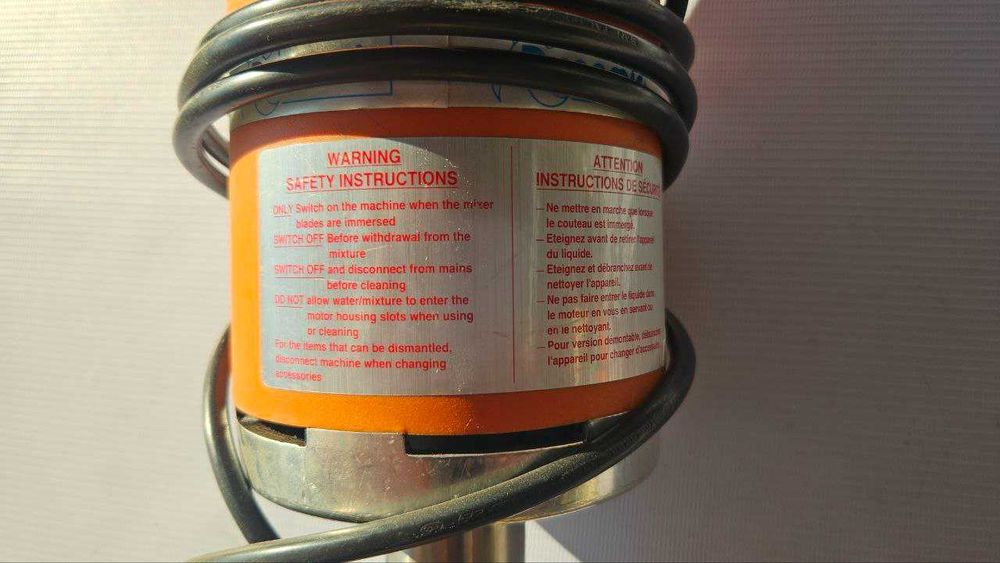 WARNING
SAFETY INSTRUCTIONS
ONLY Switch on the machine when the mixer
blades are immersed
SWITCH OFF Before withdrawal from the
mixture
SWITCH OFF and disconnect from mains
before cleaning
DO NOT allow water/mixture to enter the
motor housing slots when using
or cleaning
For the items that can be dismantled,
disconnect machine when changing
accessories
ATTENTION
INSTRUCTIONS DE SÉCURITÉ
— Ne mettre en marche que lorsque
le couteau est immergé.
— Eteignez avant de retirer l'appareil
du liquide.
— Eteignez et débranchez avant de
nettoyer l'appareil.
— Ne pas faire entrer le liquide dans
le moteur en vous en servant ou
en le nettoyant.
— Pour version démontable,
l'appareil pour changer